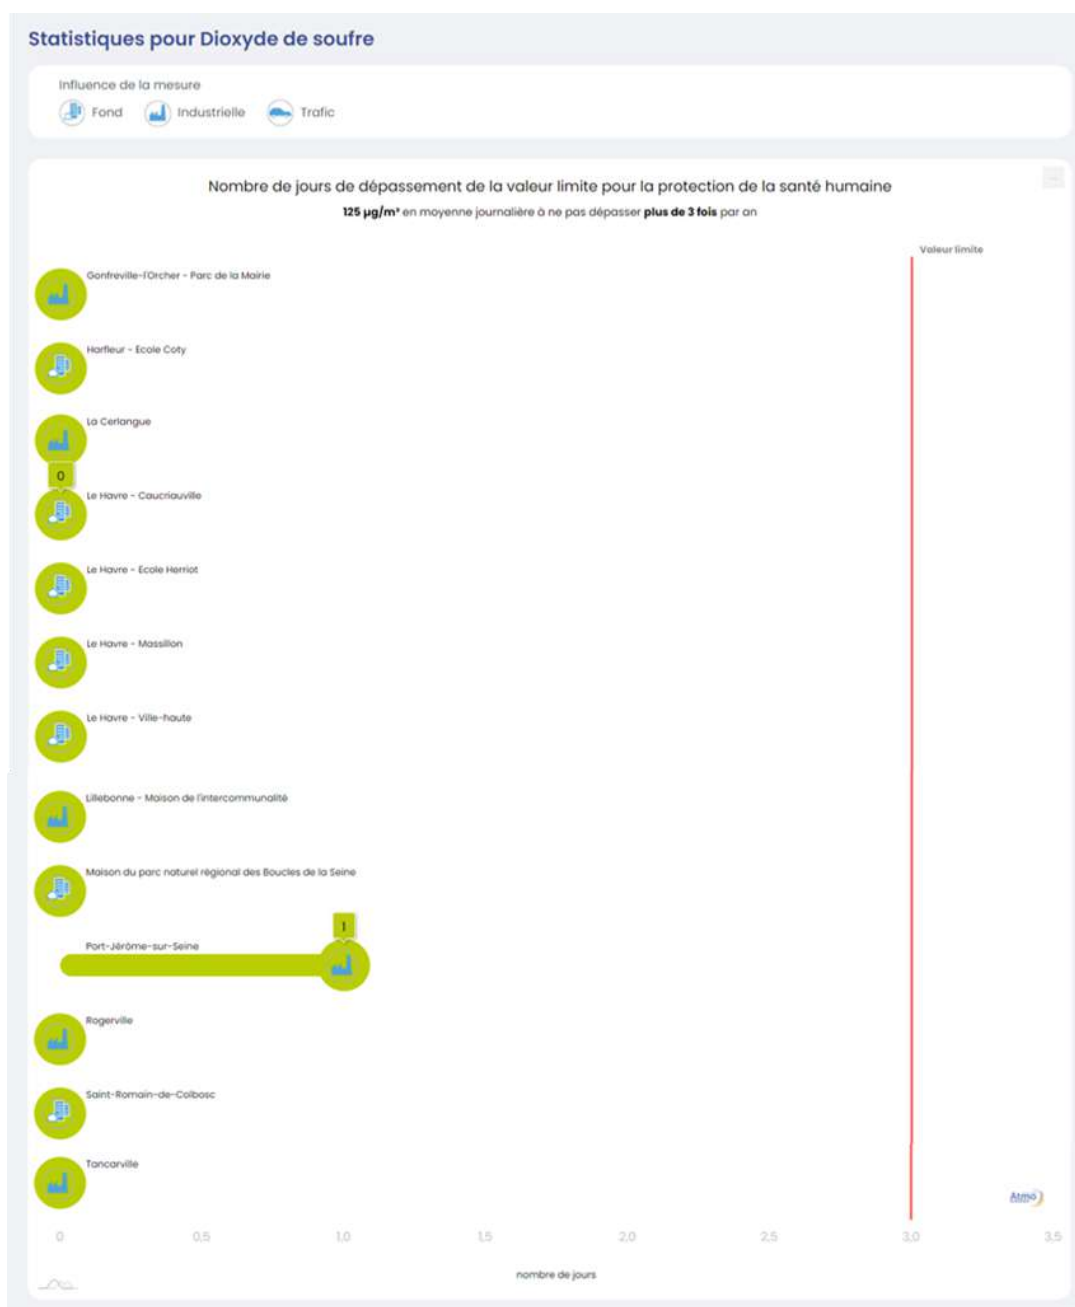 Statistiques pour Dioxyde de soufre
Influence de la mesure
Fond Industrielle Trafic
Nombre de jours de dépassement de la valeur limite pour la protection de la santé humaine
125 µg/m³ en moyenne journalière à ne pas dépasser plus de 3 fois par an
Valeur limite
Gonfreville-l'Orcher - Parc de la Mairie
Harfleur - Ecole Coty
La Cerlangue
0
Le Havre - Caucriauville
Le Havre - Ecole Herriot
Le Havre - Massillon
Le Havre - Ville-haute
Lillebonne - Maison de l'intercommunalité
Maison du parc naturel régional des Boucles de la Seine
1
Port-Jérôme-sur-Seine
Rogerville
Saint-Romain-de-Colbosc
Tancarville
Atmo
0 0,5 1,0 1,5 2,0 2,5 3,0 3,5
nombre de jours